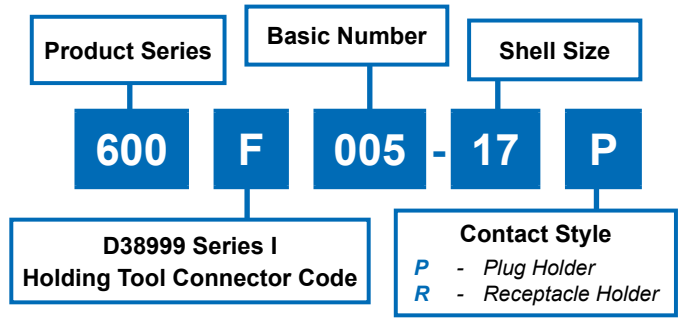 Product Series
Basic Number
Shell Size
600 F 005 - 17 P
D38999 Series I
Holding Tool Connector Code
Contact Style
P - Plug Holder
R - Receptacle Holder